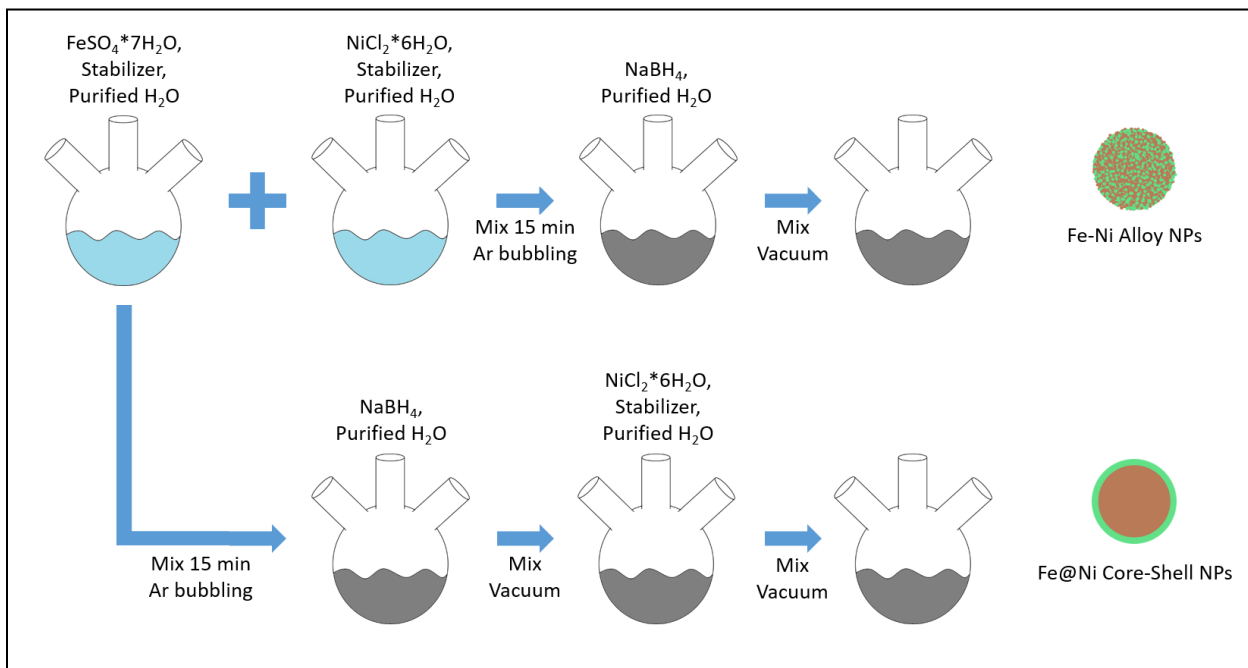 FeSO₄*7H₂O,
Stabilizer,
Purified H₂O
NiCl₂*6H₂O,
Stabilizer,
Purified H₂O
Mix 15 min
Ar bubbling
NaBH₄,
Purified H₂O
Mix
Vacuum
Fe-Ni Alloy NPs
Mix 15 min
Ar bubbling
NaBH₄,
Purified H₂O
Mix
Vacuum
NiCl₂*6H₂O,
Stabilizer,
Purified H₂O
Mix
Vacuum
Fe@Ni Core-Shell NPs